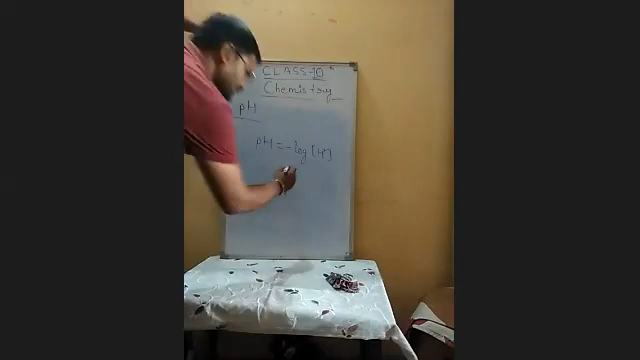 CLASS-10
Chemistry
pH
pH = -log [H⁺]